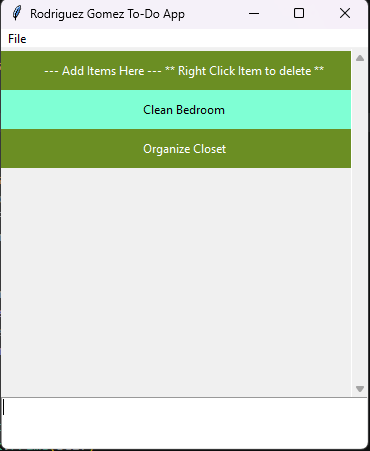 Rodriguez Gomez To-Do App
File
--- Add Items Here --- ** Right Click Item to delete **
Clean Bedroom
Organize Closet